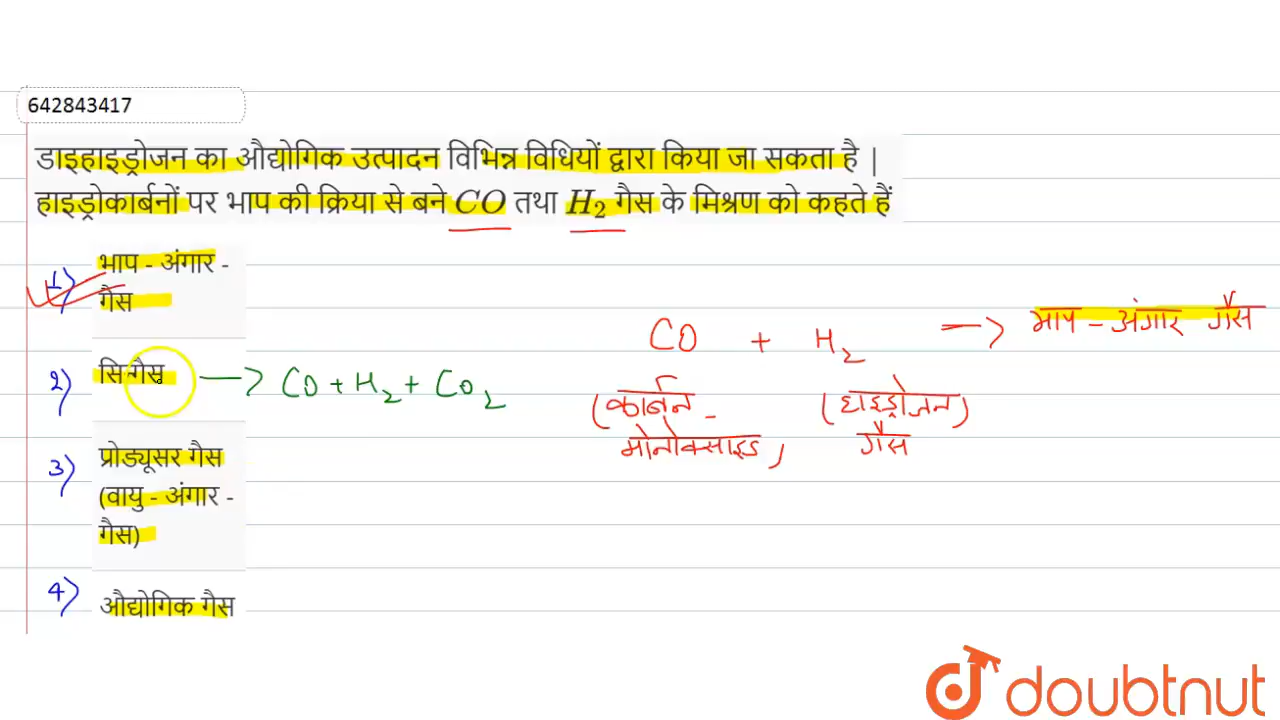 642843417
डाइहाइड्रोजन का औद्योगिक उत्पादन विभिन्न विधियों द्वारा किया जा सकता है |
हाइड्रोकार्बनों पर भाप की क्रिया से बने CO तथा H₂ गैस के मिश्रण को कहते हैं
1) भाप - अंगार -
गैस
CO + H₂ → भाप - अंगार गैस
(कार्बन - मोनोक्साइड)
(हाइड्रोजन) गैस
2) सि गैस → CO + H₂ + CO₂
3) प्रोड्यूसर गैस
(वायु - अंगार -
गैस)
4) औद्योगिक गैस
doubtnut